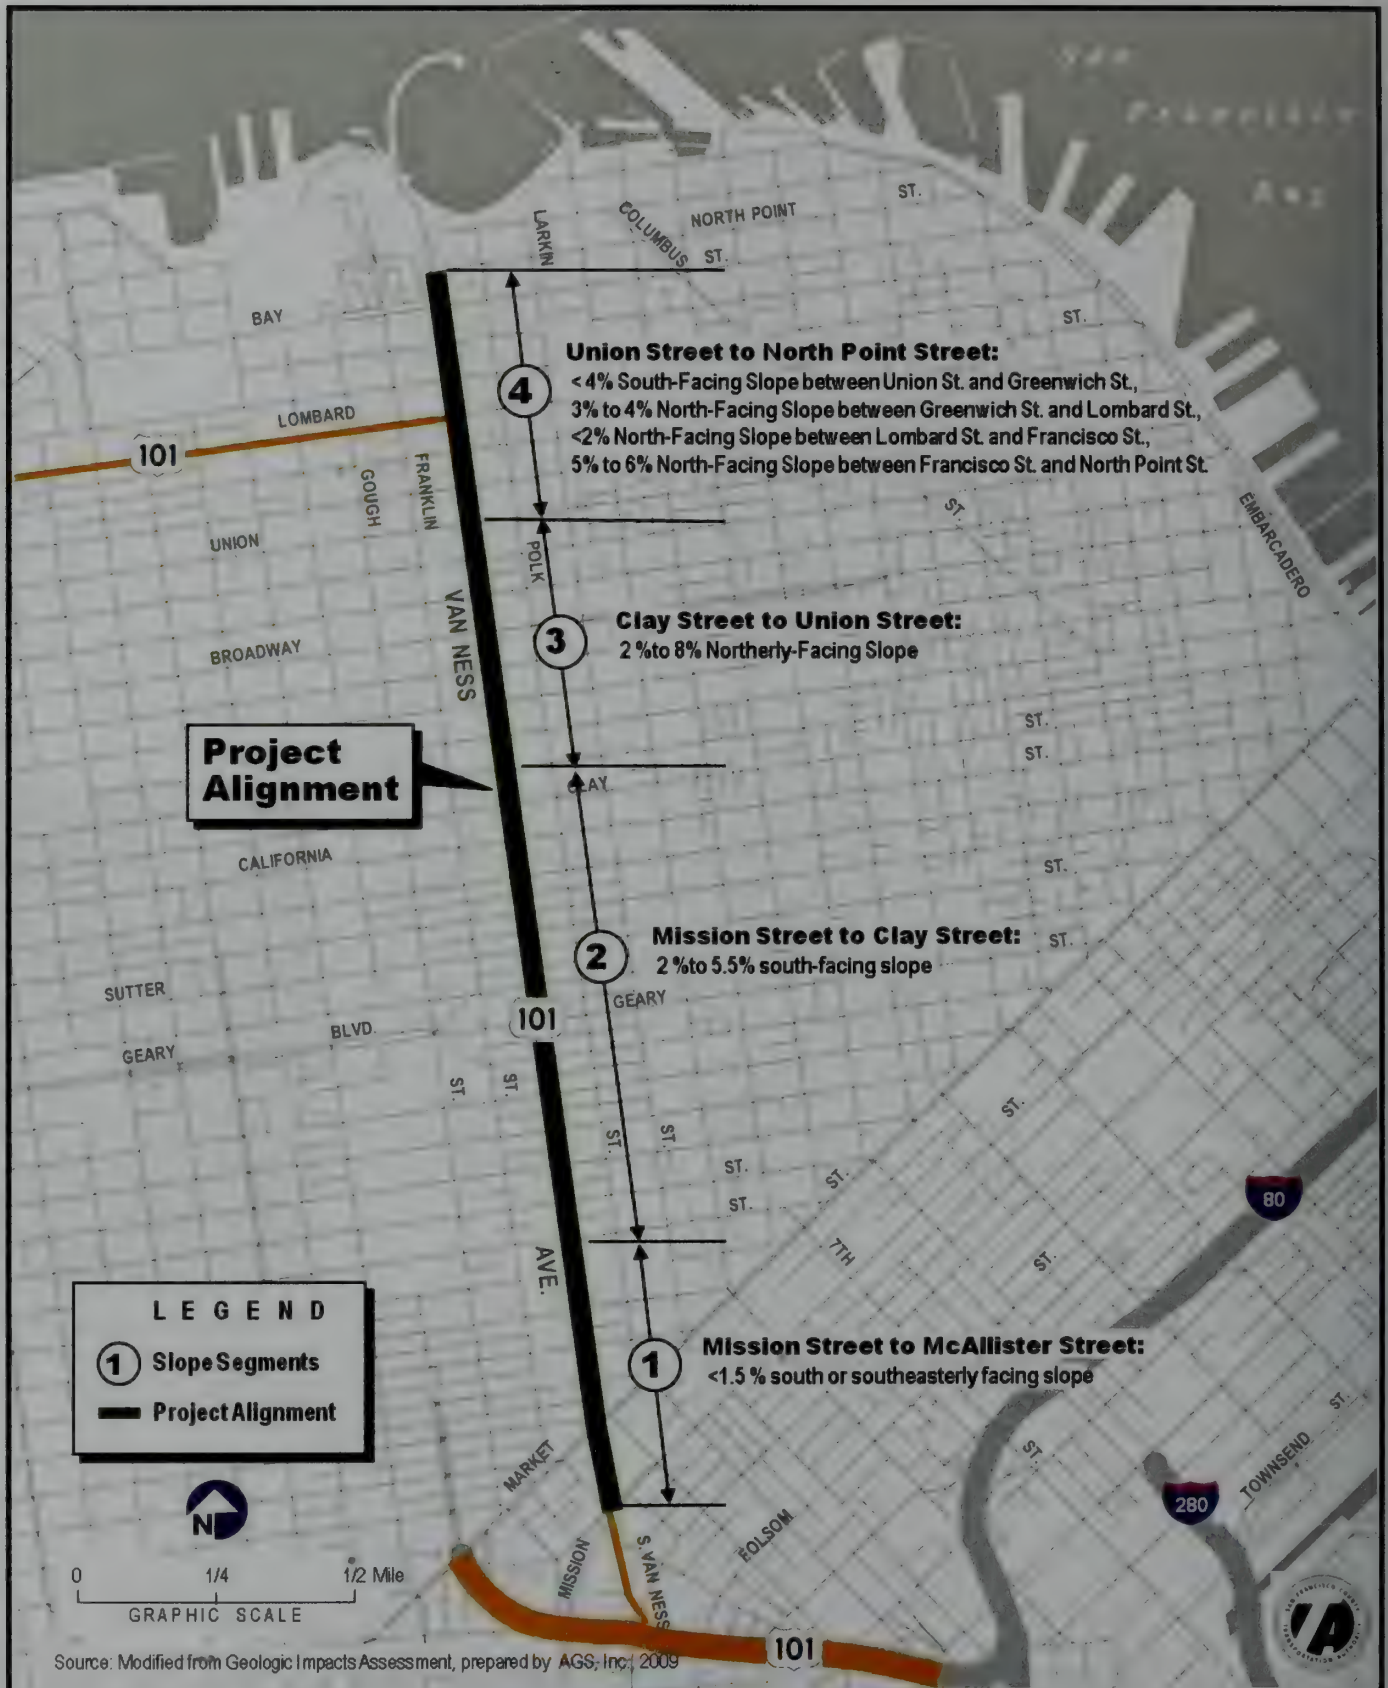 San
Francisco
Bay
ST.
NORTH POINT
COLUMBUS
LARKIN
ST.
BAY
ST.
Union Street to North Point Street:
< 4% South-Facing Slope between Union St. and Greenwich St.,
3% to 4% North-Facing Slope between Greenwich St. and Lombard St.,
<2% North-Facing Slope between Lombard St. and Francisco St.,
5% to 6% North-Facing Slope between Francisco St. and North Point St.
4
LOMBARD
101
FRANKLIN
GOUGH
ST.
EMBARCADERO
UNION
POLK
VAN NESS
Clay Street to Union Street:
2 %to 8% Northerly-Facing Slope
3
BROADWAY
ST.
ST.
Project
Alignment
CLAY
CALIFORNIA
ST.
Mission Street to Clay Street:
2 %to 5.5% south-facing slope
2
ST.
SUTTER
GEARY
101
BLVD.
GEARY
ST.
ST.
ST.
ST.
ST.
ST.
ST.
ST.
80
7TH
ST.
AVE.
LEGEND
1 Slope Segments
Project Alignment
Mission Street to McAllister Street:
<1.5 % south or southeasterly facing slope
1
ST.
ST.
MARKET
TOWNSEND
280
N
FOLSOM
MISSION
S. VAN NESS
0 1/4 1/2 Mile
GRAPHIC SCALE
101
Source: Modified from Geologic Impacts Assessment, prepared by AGS, Inc., 2009